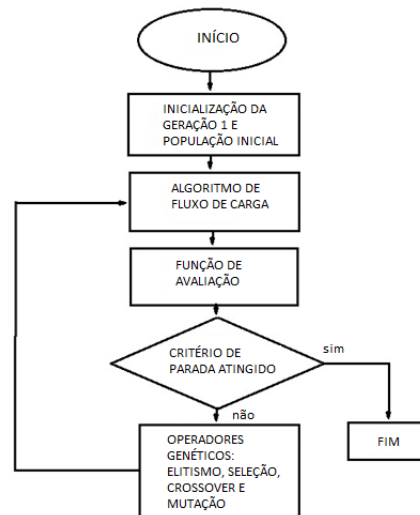 INÍCIO
INICIALIZAÇÃO DA
GERAÇÃO 1 E
POPULAÇÃO INICIAL
ALGORITMO DE
FLUXO DE CARGA
FUNÇÃO DE
AVALIAÇÃO
CRITÉRIO DE
PARADA ATINGIDO
sim
não
FIM
OPERADORES
GENÉTICOS:
ELITISMO, SELEÇÃO,
CROSSOVER E
MUTAÇÃO